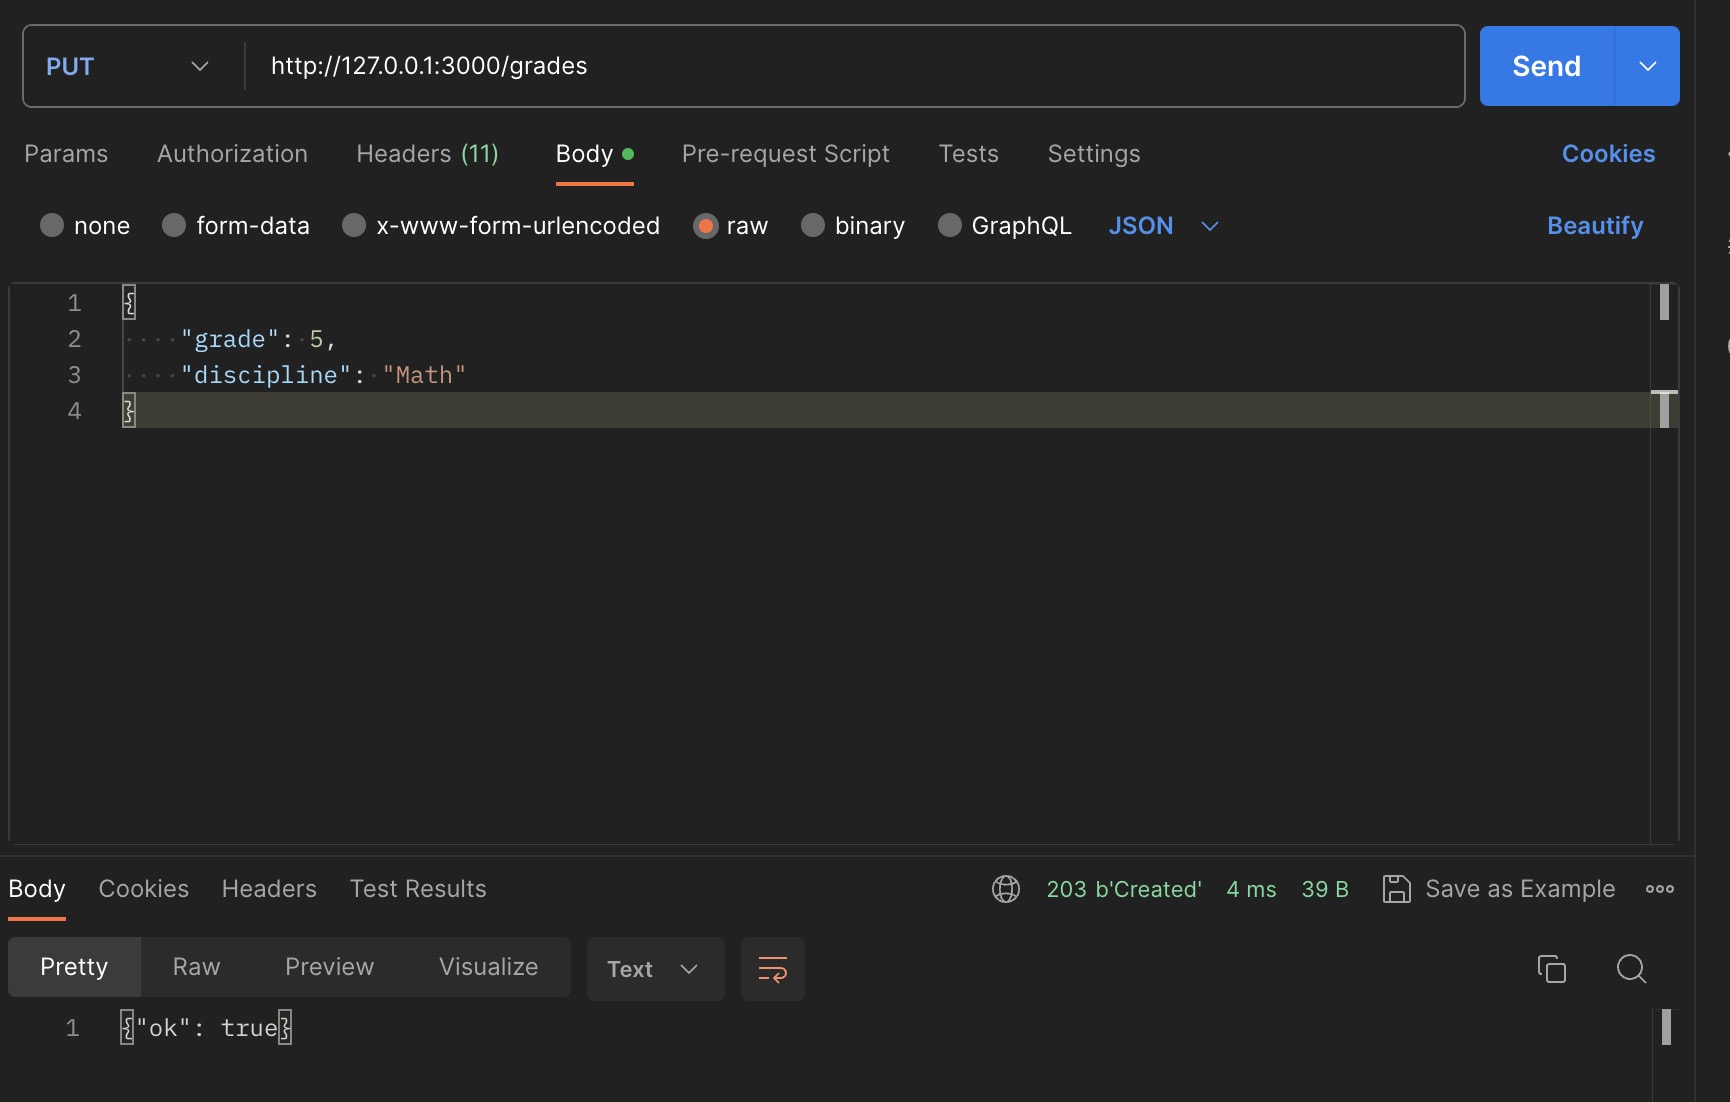 PUT http://127.0.0.1:3000/grades Send
Params Authorization Headers (11) Body Pre-request Script Tests Settings Cookies
none form-data x-www-form-urlencoded raw binary GraphQL JSON Beautify
1 {
2 ····"grade":·5,
3 ····"discipline":·"Math"
4 }
Body Cookies Headers Test Results 203 b'Created' 4 ms 39 B Save as Example
Pretty Raw Preview Visualize Text
1 {"ok": true}